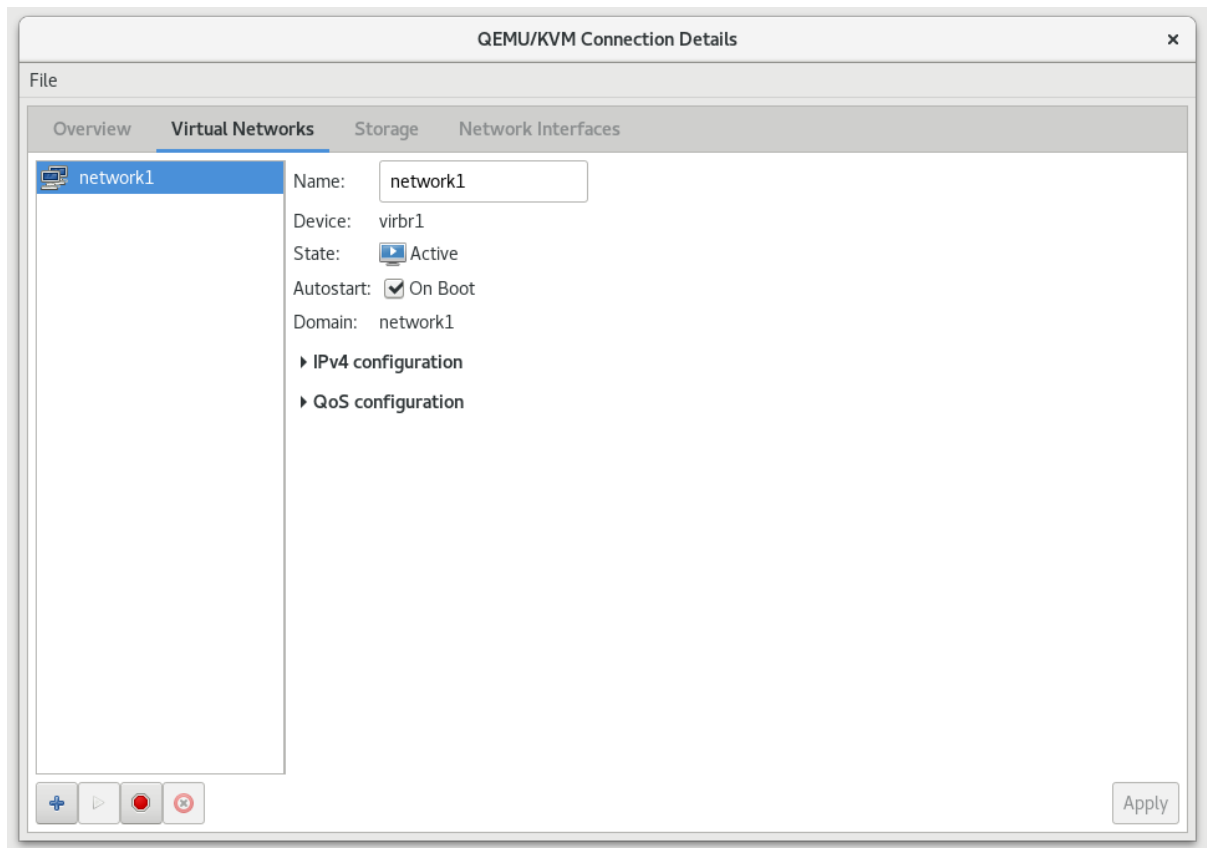 QEMU/KVM Connection Details
File
Overview Virtual Networks Storage Network Interfaces
network1
Name: network1
Device: virbr1
State: Active
Autostart: On Boot
Domain: network1
IPv4 configuration
QoS configuration
Apply